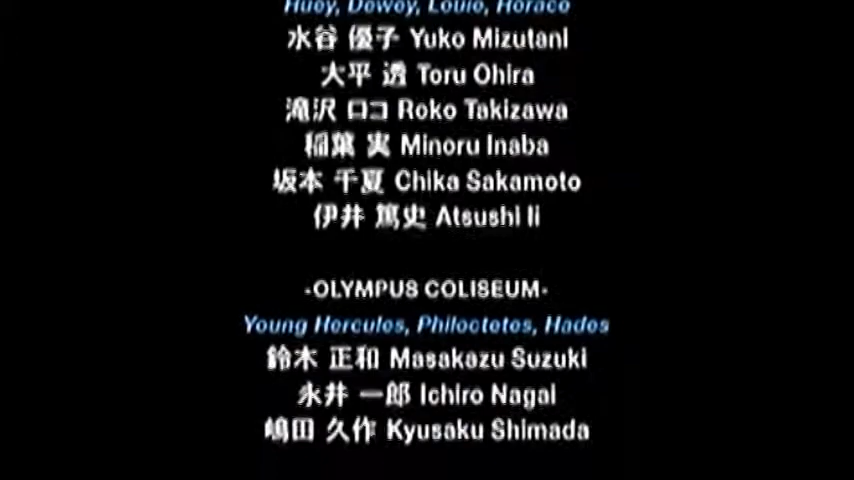 Huey, Dewey, Louie, Horace
水谷 優子 Yuko Mizutani
大平 透 Toru Ohira
滝沢 ロコ Roko Takizawa
稲葉 実 Minoru Inaba
坂本 千夏 Chika Sakamoto
伊井 篤史 Atsushi Ii
-OLYMPUS COLISEUM-
Young Hercules, Philoctetes, Hades
鈴木 正和 Masakazu Suzuki
永井 一郎 Ichiro Nagai
嶋田 久作 Kyusaku Shimada